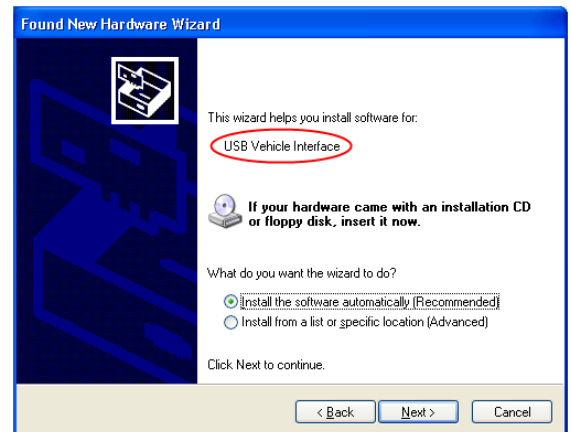 Found New Hardware Wizard
This wizard helps you install software for:
USB Vehicle Interface
If your hardware came with an installation CD
or floppy disk, insert it now.
What do you want the wizard to do?
Install the software automatically (Recommended)
Install from a list or specific location (Advanced)
Click Next to continue.
< Back Next > Cancel